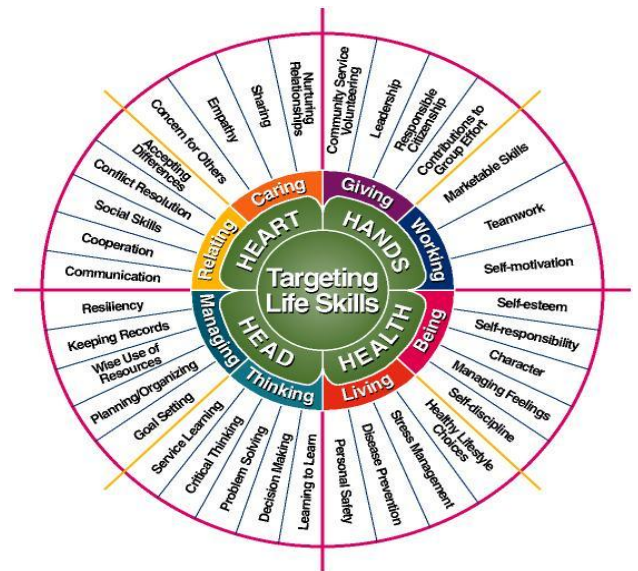 Targeting
Life Skills
HEART
HANDS
HEALTH
HEAD
Giving
Community Service
Volunteering
Leadership
Responsible
Citizenship
Contributions to
Group Effort
Working
Marketable Skills
Teamwork
Self-motivation
Being
Self-esteem
Self-responsibility
Character
Managing Feelings
Self-discipline
Living
Healthy Lifestyle
Choices
Stress Management
Disease Prevention
Personal Safety
Thinking
Learning to Learn
Decision Making
Problem Solving
Critical Thinking
Service Learning
Managing
Goal Setting
Planning/Organizing
Wise Use of
Resources
Keeping Records
Resiliency
Relating
Communication
Cooperation
Social Skills
Conflict Resolution
Accepting
Differences
Caring
Concern for Others
Empathy
Sharing
Nurturing
Relationships